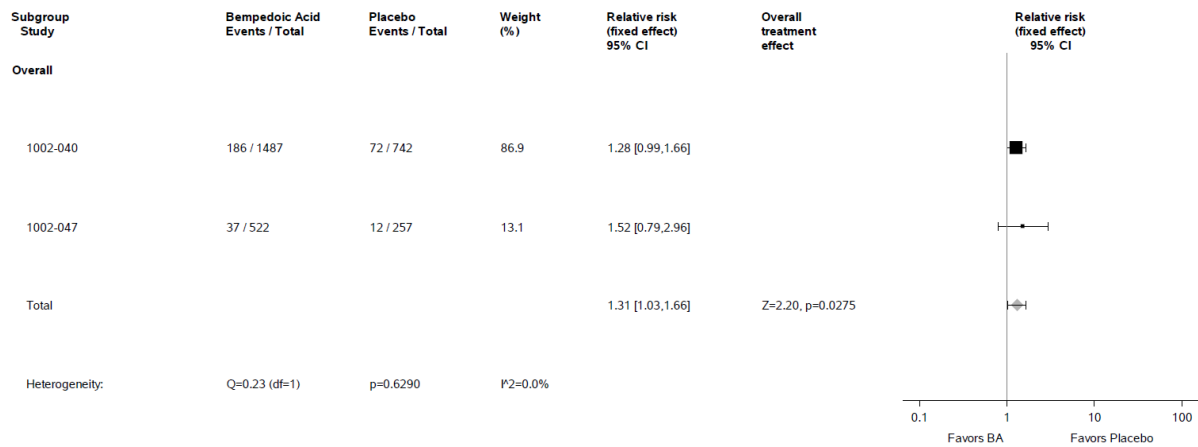 Subgroup Bempedoic Acid Placebo Weight Relative risk Overall Relative risk
Study Events / Total Events / Total (%) (fixed effect) treatment (fixed effect)
95% CI effect 95% CI
Overall
1002-040 186 / 1487 72 / 742 86.9 1.28 [0.99,1.66]
1002-047 37 / 522 12 / 257 13.1 1.52 [0.79,2.96]
Total 1.31 [1.03,1.66] Z=2.20, p=0.0275
Heterogeneity: Q=0.23 (df=1) p=0.6290 I^2=0.0%
0.1 1 10 100
Favors BA Favors Placebo